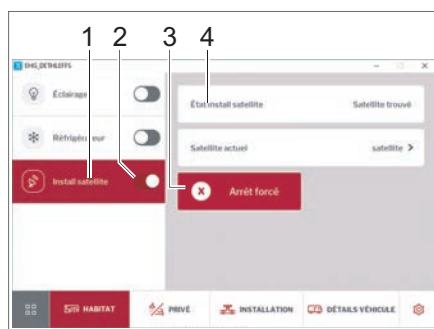 1 2 3 4
EHG_DETHLEFFS
Éclairage
État install satellite Satellite trouvé
Réfrigérateur
Satellite actuel satellite >
Install satellite
Arrêt forcé
HABITAT PRIVÉ INSTALLATION DÉTAILS VÉHICULE